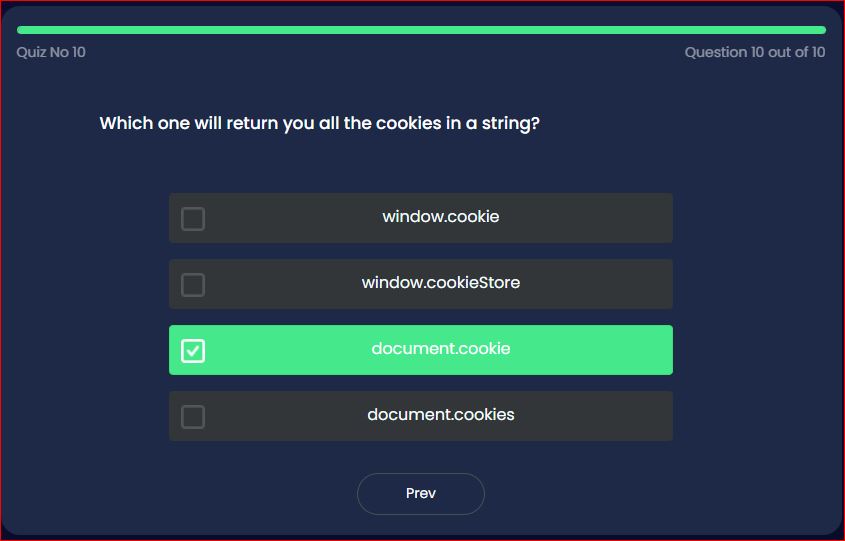 Quiz No 10
Question 10 out of 10
Which one will return you all the cookies in a string?
window.cookie
window.cookieStore
document.cookie
document.cookies
Prev